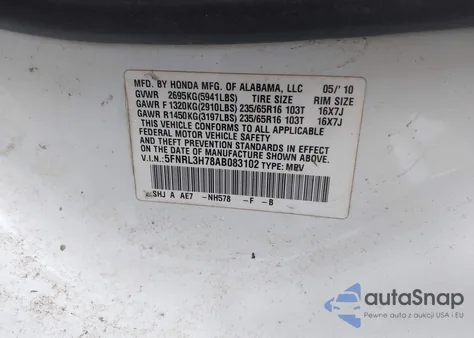 MFD. BY HONDA MFG. OF ALABAMA, LLC 05/'10
GVWR 2695KG(5941LBS) TIRE SIZE RIM SIZE
GAWR F 1320KG(2910LBS) 235/65R16 103T 16X7J
GAWR R 1450KG(3197LBS) 235/65R16 103T 16X7J
THIS VEHICLE CONFORMS TO ALL APPLICABLE
FEDERAL MOTOR VEHICLE SAFETY
AND THEFT PREVENTION STANDARDS IN EFFECT
ON THE DATE OF MANUFACTURE SHOWN ABOVE.
V.I.N.: 5FNRL3H78AB083102 TYPE: MPV
SHJ A AE7 -NH578 -F -B
autoSnap
Pewne auta z aukcji USA i EU